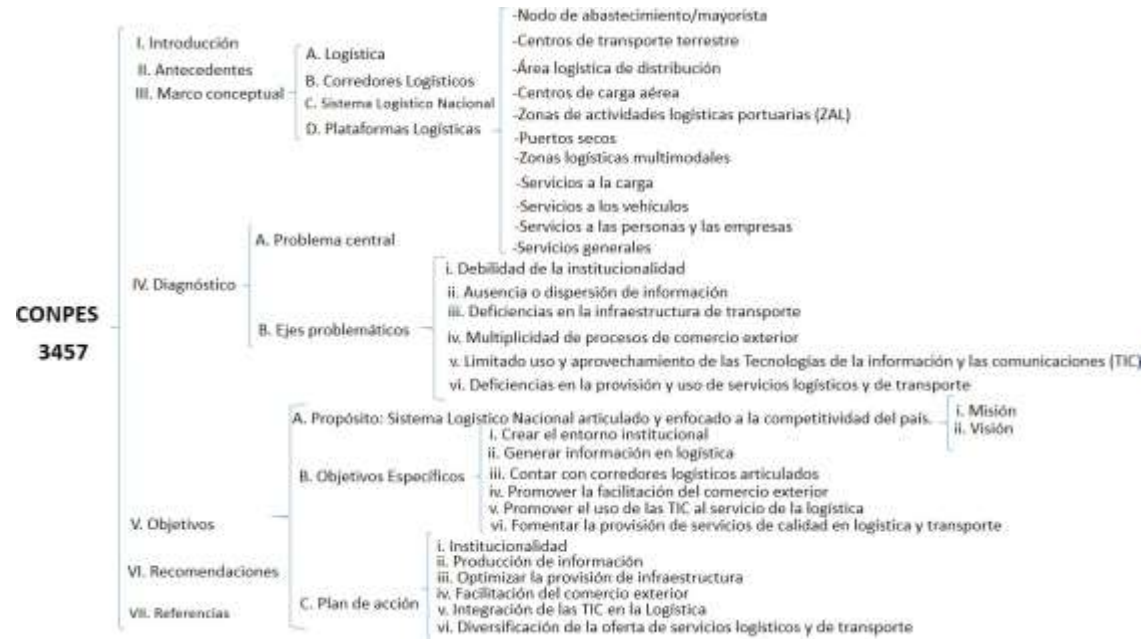 CONPES
3457
I. Introducción
II. Antecedentes
III. Marco conceptual
A. Logística
B. Corredores Logísticos
C. Sistema Logístico Nacional
D. Plataformas Logísticas
-Nodo de abastecimiento/mayorista
-Centros de transporte terrestre
-Área logística de distribución
-Centros de carga aérea
-Zonas de actividades logísticas portuarias (ZAL)
-Puertos secos
-Zonas logísticas multimodales
-Servicios a la carga
-Servicios a los vehículos
-Servicios a las personas y las empresas
-Servicios generales
IV. Diagnóstico
A. Problema central
B. Ejes problemáticos
i. Debilidad de la institucionalidad
ii. Ausencia o dispersión de información
iii. Deficiencias en la infraestructura de transporte
iv. Multiplicidad de procesos de comercio exterior
v. Limitado uso y aprovechamiento de las Tecnologías de la información y las comunicaciones (TIC)
vi. Deficiencias en la provisión y uso de servicios logísticos y de transporte
V. Objetivos
A. Propósito: Sistema Logístico Nacional articulado y enfocado a la competitividad del país.
i. Misión
ii. Visión
B. Objetivos Específicos
i. Crear el entorno institucional
ii. Generar información en logística
iii. Contar con corredores logísticos articulados
iv. Promover la facilitación del comercio exterior
v. Promover el uso de las TIC al servicio de la logística
vi. Fomentar la provisión de servicios de calidad en logística y transporte
C. Plan de acción
i. Institucionalidad
ii. Producción de información
iii. Optimizar la provisión de infraestructura
iv. Facilitación del comercio exterior
v. Integración de las TIC en la Logística
vi. Diversificación de la oferta de servicios logísticos y de transporte
VI. Recomendaciones
VII. Referencias